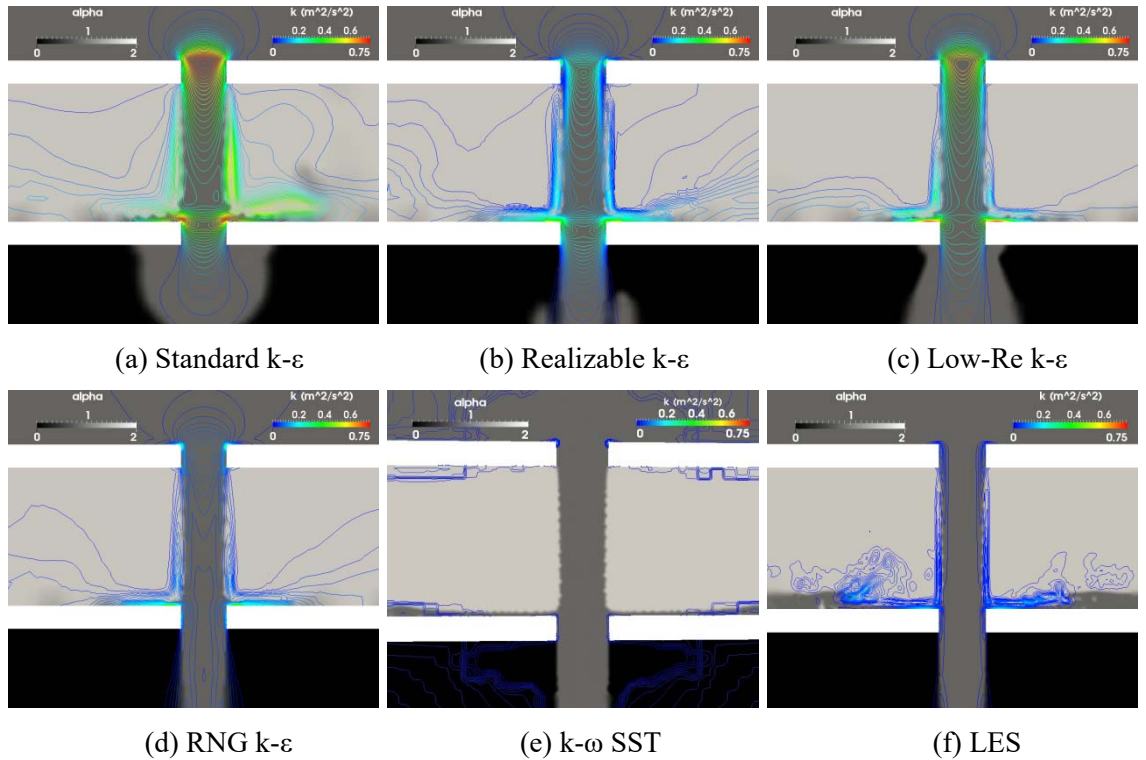 alpha k (m^2/s^2) alpha k (m^2/s^2) alpha k (m^2/s^2)
1 0.2 0.4 0.6 1 0.2 0.4 0.6 1 0.2 0.4 0.6
0 2 0 0.75 0 2 0 0.75 0 2 0 0.75
(a) Standard k-ε (b) Realizable k-ε (c) Low-Re k-ε
alpha k (m^2/s^2) alpha k (m^2/s^2) alpha k (m^2/s^2)
1 0.2 0.4 0.6 1 0.2 0.4 0.6 1 0.2 0.4 0.6
0 2 0 0.75 0 2 0 0.75 0 2 0 0.75
(d) RNG k-ε (e) k-ω SST (f) LES